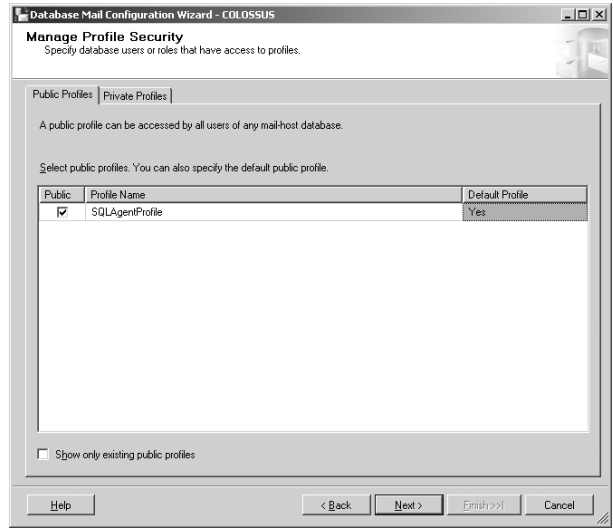 Database Mail Configuration Wizard - COLOSSUS
Manage Profile Security
Specify database users or roles that have access to profiles.
Public Profiles Private Profiles
A public profile can be accessed by all users of any mail-host database.
Select public profiles. You can also specify the default public profile.
Public Profile Name Default Profile
SQLAgentProfile Yes
Show only existing public profiles
Help < Back Next > Finish >>| Cancel